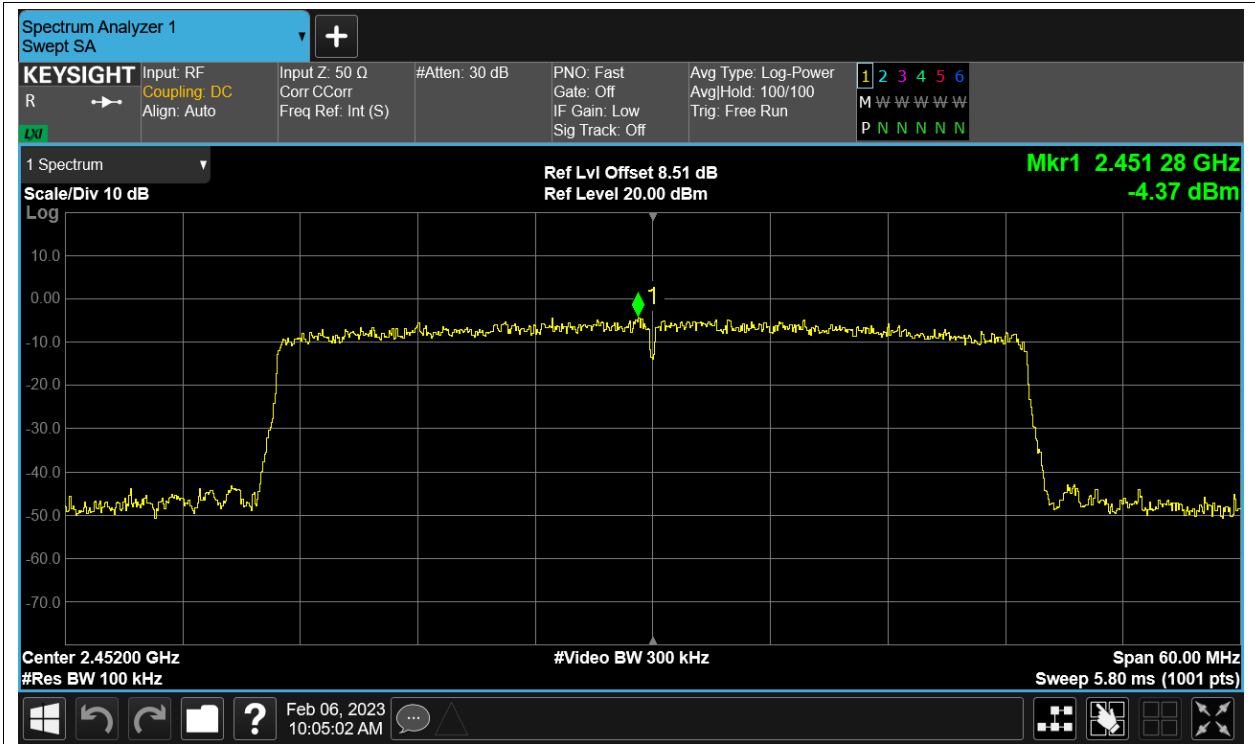 Spectrum Analyzer 1
Swept SA
KEYSIGHT
R
LXI
Input: RF
Coupling: DC
Align: Auto
Input Z: 50 Ω
Corr CCorr
Freq Ref: Int (S)
#Atten: 30 dB
PNO: Fast
Gate: Off
IF Gain: Low
Sig Track: Off
Avg Type: Log-Power
Avg|Hold: 100/100
Trig: Free Run
1 2 3 4 5 6
M W W W W W
P N N N N N
1 Spectrum
Scale/Div 10 dB
Log
Ref Lvl Offset 8.51 dB
Ref Level 20.00 dBm
Mkr1 2.451 28 GHz
-4.37 dBm
10.0
0.00
-10.0
-20.0
-30.0
-40.0
-50.0
-60.0
-70.0
1
Center 2.45200 GHz
#Res BW 100 kHz
#Video BW 300 kHz
Span 60.00 MHz
Sweep 5.80 ms (1001 pts)
?
Feb 06, 2023
10:05:02 AM